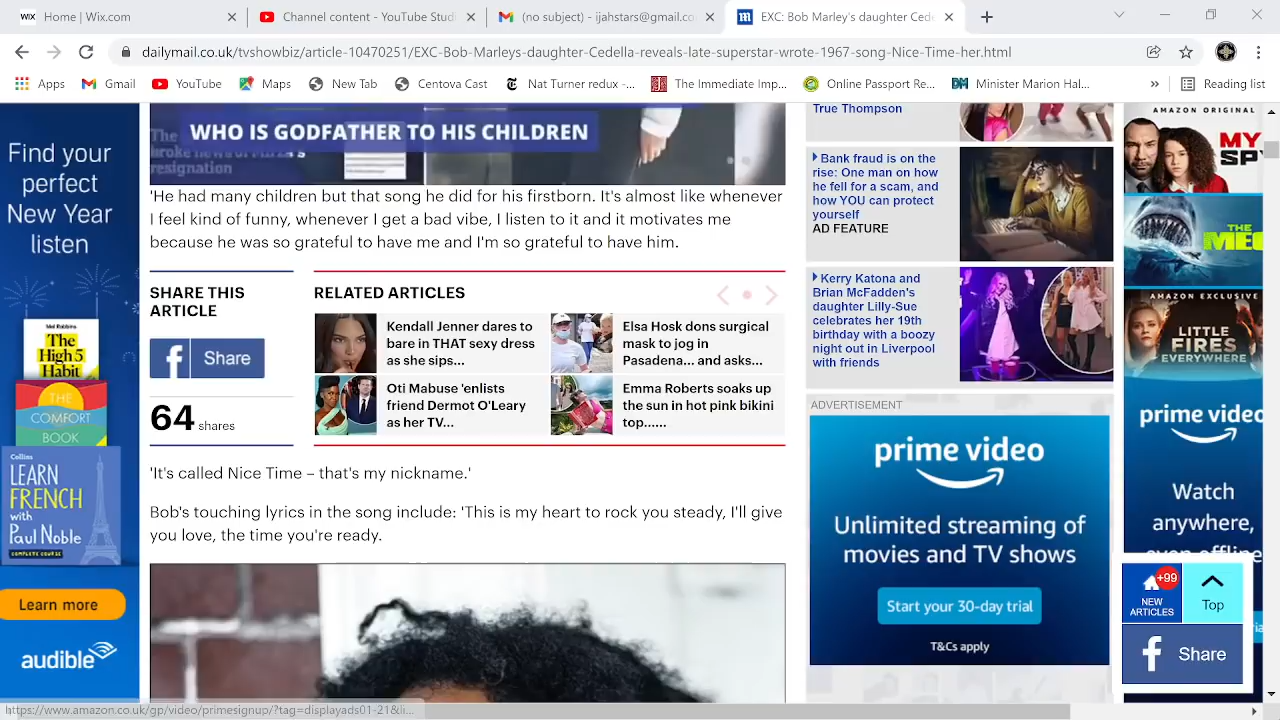 Home | Wix.com
Channel content - YouTube Studi
(no subject) - ijahstars@gmail.co
EXC: Bob Marley's daughter Cede
dailymail.co.uk/tvshowbiz/article-10470251/EXC-Bob-Marleys-daughter-Cedella-reveals-late-superstar-wrote-1967-song-Nice-Time-her.html
Apps
Gmail
YouTube
Maps
New Tab
Centova Cast
Nat Turner redux -...
The Immediate Imp...
Online Passport Re...
Minister Marion Hal...
»
Reading list
Find your
perfect
New Year
listen
Mel Robbins
The
High 5
Habit
THE
COMFORT
BOOK
Collins
LEARN
FRENCH
with
Paul Noble
COMPLETE COURSE
Learn more
audible
WHO IS GODFATHER TO HIS CHILDREN
'He had many children but that song he did for his firstborn. It's almost like whenever
I feel kind of funny, whenever I get a bad vibe, I listen to it and it motivates me
because he was so grateful to have me and I'm so grateful to have him.
SHARE THIS
ARTICLE
Share
64 shares
RELATED ARTICLES
Kendall Jenner dares to
bare in THAT sexy dress
as she sips...
Elsa Hosk dons surgical
mask to jog in
Pasadena... and asks...
Oti Mabuse 'enlists
friend Dermot O'Leary
as her TV...
Emma Roberts soaks up
the sun in hot pink bikini
top......
'It's called Nice Time – that's my nickname.'
Bob's touching lyrics in the song include: 'This is my heart to rock you steady, I'll give
you love, the time you're ready.
True Thompson
Bank fraud is on the
rise: One man on how
he fell for a scam, and
how YOU can protect
yourself
AD FEATURE
Kerry Katona and
Brian McFadden's
daughter Lilly-Sue
celebrates her 19th
birthday with a boozy
night out in Liverpool
with friends
ADVERTISEMENT
prime video
Unlimited streaming of
movies and TV shows
Start your 30-day trial
T&Cs apply
AMAZON ORIGINAL
MY
SPY
THE
MEG
AMAZON EXCLUSIVE
LITTLE
FIRES
EVERYWHERE
prime video
Watch
anywhere,
even offline
+99
NEW
ARTICLES
Top
Share
https://www.amazon.co.uk/gp/video/primesignup/?tag=displayads01-21&li...